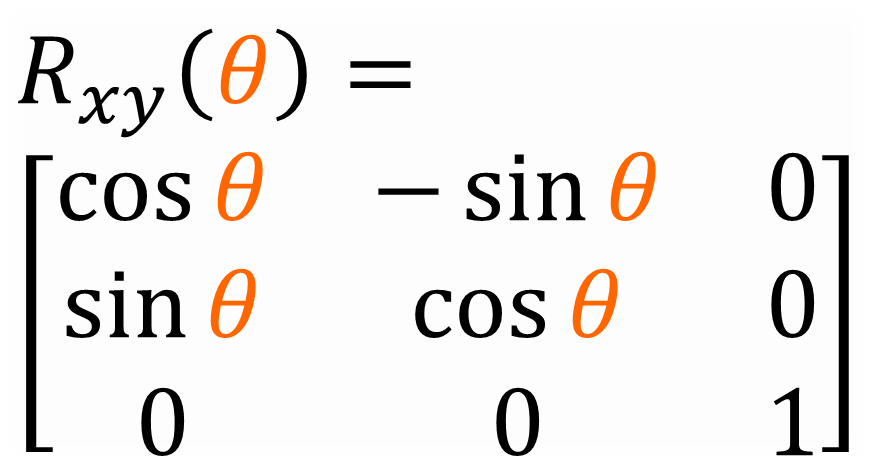 R_xy(θ) =
cos θ − sin θ 0
sin θ cos θ 0
0 0 1